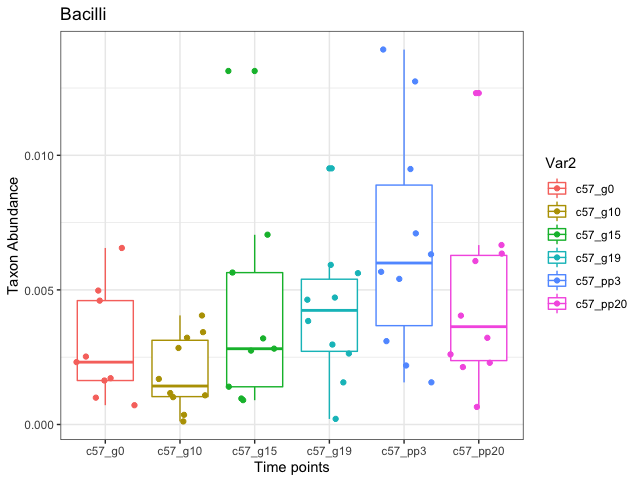 Bacilli
Taxon Abundance
0.010
0.005
0.000
c57_g0 c57_g10 c57_g15 c57_g19 c57_pp3 c57_pp20
Time points
Var2
c57_g0
c57_g10
c57_g15
c57_g19
c57_pp3
c57_pp20